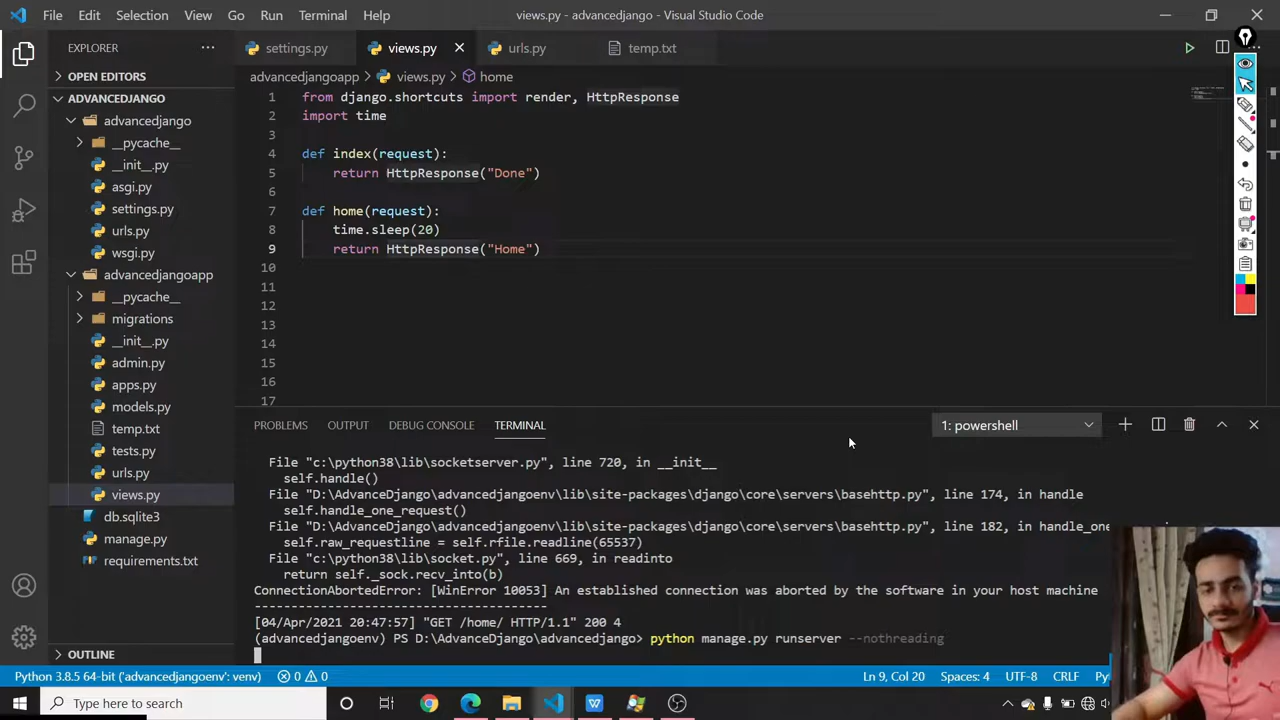 File Edit Selection View Go Run Terminal Help
views.py - advancedjango - Visual Studio Code
EXPLORER
OPEN EDITORS
ADVANCEDJANGO
advancedjango
__pycache__
__init__.py
asgi.py
settings.py
urls.py
wsgi.py
advancedjangoapp
__pycache__
migrations
__init__.py
admin.py
apps.py
models.py
temp.txt
tests.py
urls.py
views.py
db.sqlite3
manage.py
requirements.txt
OUTLINE
settings.py views.py urls.py temp.txt
advancedjangoapp > views.py > home
1 from django.shortcuts import render, HttpResponse
2 import time
3
4 def index(request):
5 return HttpResponse("Done")
6
7 def home(request):
8 time.sleep(20)
9 return HttpResponse("Home")
10
11
12
13
14
15
16
17
PROBLEMS OUTPUT DEBUG CONSOLE TERMINAL
1: powershell
File "c:\python38\lib\socketserver.py", line 720, in __init__
self.handle()
File "D:\AdvanceDjango\advancedjangoenv\lib\site-packages\django\core\servers\basehttp.py", line 174, in handle
self.handle_one_request()
File "D:\AdvanceDjango\advancedjangoenv\lib\site-packages\django\core\servers\basehttp.py", line 182, in handle_one
self.raw_requestline = self.rfile.readline(65537)
File "c:\python38\lib\socket.py", line 669, in readinto
return self._sock.recv_into(b)
ConnectionAbortedError: [WinError 10053] An established connection was aborted by the software in your host machine
----------------------------------------
[04/Apr/2021 20:47:57] "GET /home/ HTTP/1.1" 200 4
(advancedjangoenv) PS D:\AdvanceDjango\advancedjango> python manage.py runserver --nothreading
Python 3.8.5 64-bit ('advancedjangoenv': venv) 0 0 Ln 9, Col 20 Spaces: 4 UTF-8 CRLF Py
Type here to search